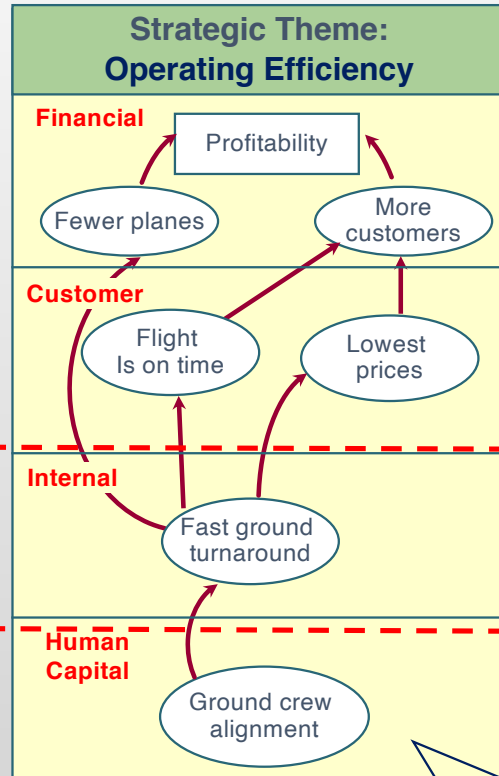 Strategic Theme:
Operating Efficiency
Financial
Profitability
Fewer planes
More
customers
Customer
Flight
Is on time
Lowest
prices
Internal
Fast ground
turnaround
Human
Capital
Ground crew
alignment